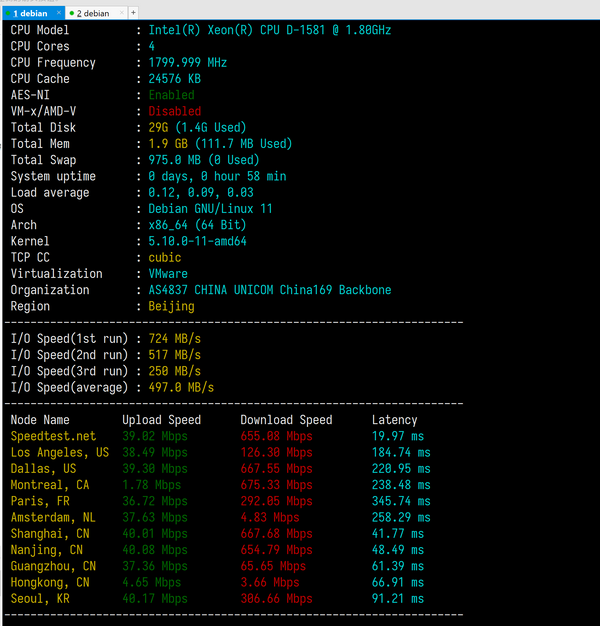 1 debian × 2 debian × +
CPU Model : Intel(R) Xeon(R) CPU D-1581 @ 1.80GHz
CPU Cores : 4
CPU Frequency : 1799.999 MHz
CPU Cache : 24576 KB
AES-NI : Enabled
VM-x/AMD-V : Disabled
Total Disk : 29G (1.4G Used)
Total Mem : 1.9 GB (111.7 MB Used)
Total Swap : 975.0 MB (0 Used)
System uptime : 0 days, 0 hour 58 min
Load average : 0.12, 0.09, 0.03
OS : Debian GNU/Linux 11
Arch : x86_64 (64 Bit)
Kernel : 5.10.0-11-amd64
TCP CC : cubic
Virtualization : VMware
Organization : AS4837 CHINA UNICOM China169 Backbone
Region : Beijing
----------------------------------------------------------------------
I/O Speed(1st run) : 724 MB/s
I/O Speed(2nd run) : 517 MB/s
I/O Speed(3rd run) : 250 MB/s
I/O Speed(average) : 497.0 MB/s
----------------------------------------------------------------------
Node Name Upload Speed Download Speed Latency
Speedtest.net 39.02 Mbps 655.08 Mbps 19.97 ms
Los Angeles, US 38.49 Mbps 126.30 Mbps 184.74 ms
Dallas, US 39.30 Mbps 667.55 Mbps 220.95 ms
Montreal, CA 1.78 Mbps 675.33 Mbps 238.48 ms
Paris, FR 36.72 Mbps 292.05 Mbps 345.74 ms
Amsterdam, NL 37.63 Mbps 4.83 Mbps 258.29 ms
Shanghai, CN 40.01 Mbps 667.68 Mbps 41.77 ms
Nanjing, CN 40.08 Mbps 654.79 Mbps 48.49 ms
Guangzhou, CN 37.36 Mbps 65.65 Mbps 61.39 ms
Hongkong, CN 4.65 Mbps 3.66 Mbps 66.91 ms
Seoul, KR 40.17 Mbps 306.66 Mbps 91.21 ms
----------------------------------------------------------------------